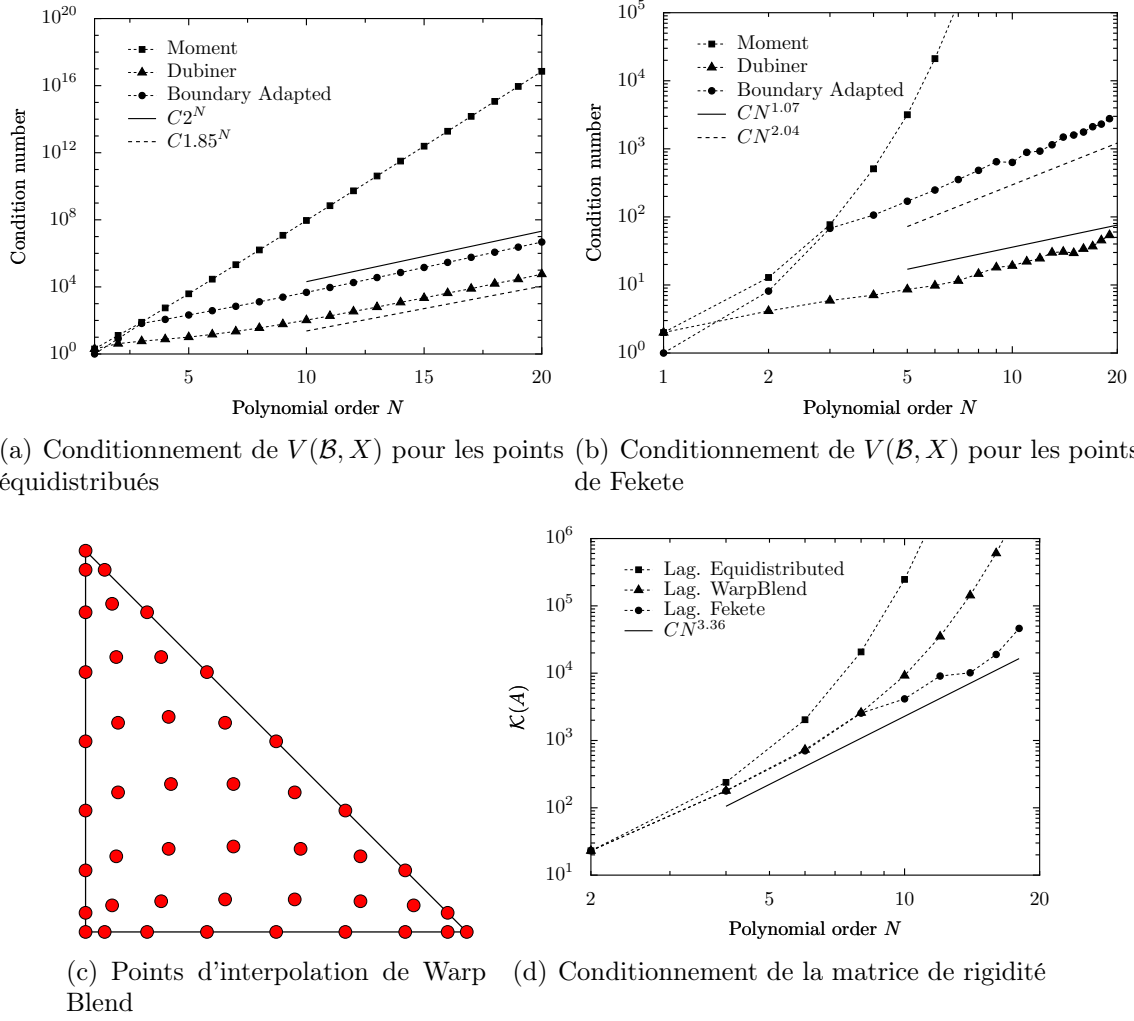 10^20
10^16
10^12
10^8
10^4
10^0
Condition number
Moment
Dubiner
Boundary Adapted
C2^N
C1.85^N
5
10
15
20
Polynomial order N
10^5
10^4
10^3
10^2
10^1
10^0
Condition number
Moment
Dubiner
Boundary Adapted
CN^1.07
CN^2.04
1
2
5
10
20
Polynomial order N
(a) Conditionnement de V(ℬ, X) pour les points
équidistribués
(b) Conditionnement de V(ℬ, X) pour les points
de Fekete
10^6
10^5
10^4
10^3
10^2
10^1
𝒦(A)
Lag. Equidistributed
Lag. WarpBlend
Lag. Fekete
CN^3.36
2
5
10
20
Polynomial order N
(c) Points d'interpolation de Warp
Blend
(d) Conditionnement de la matrice de rigidité